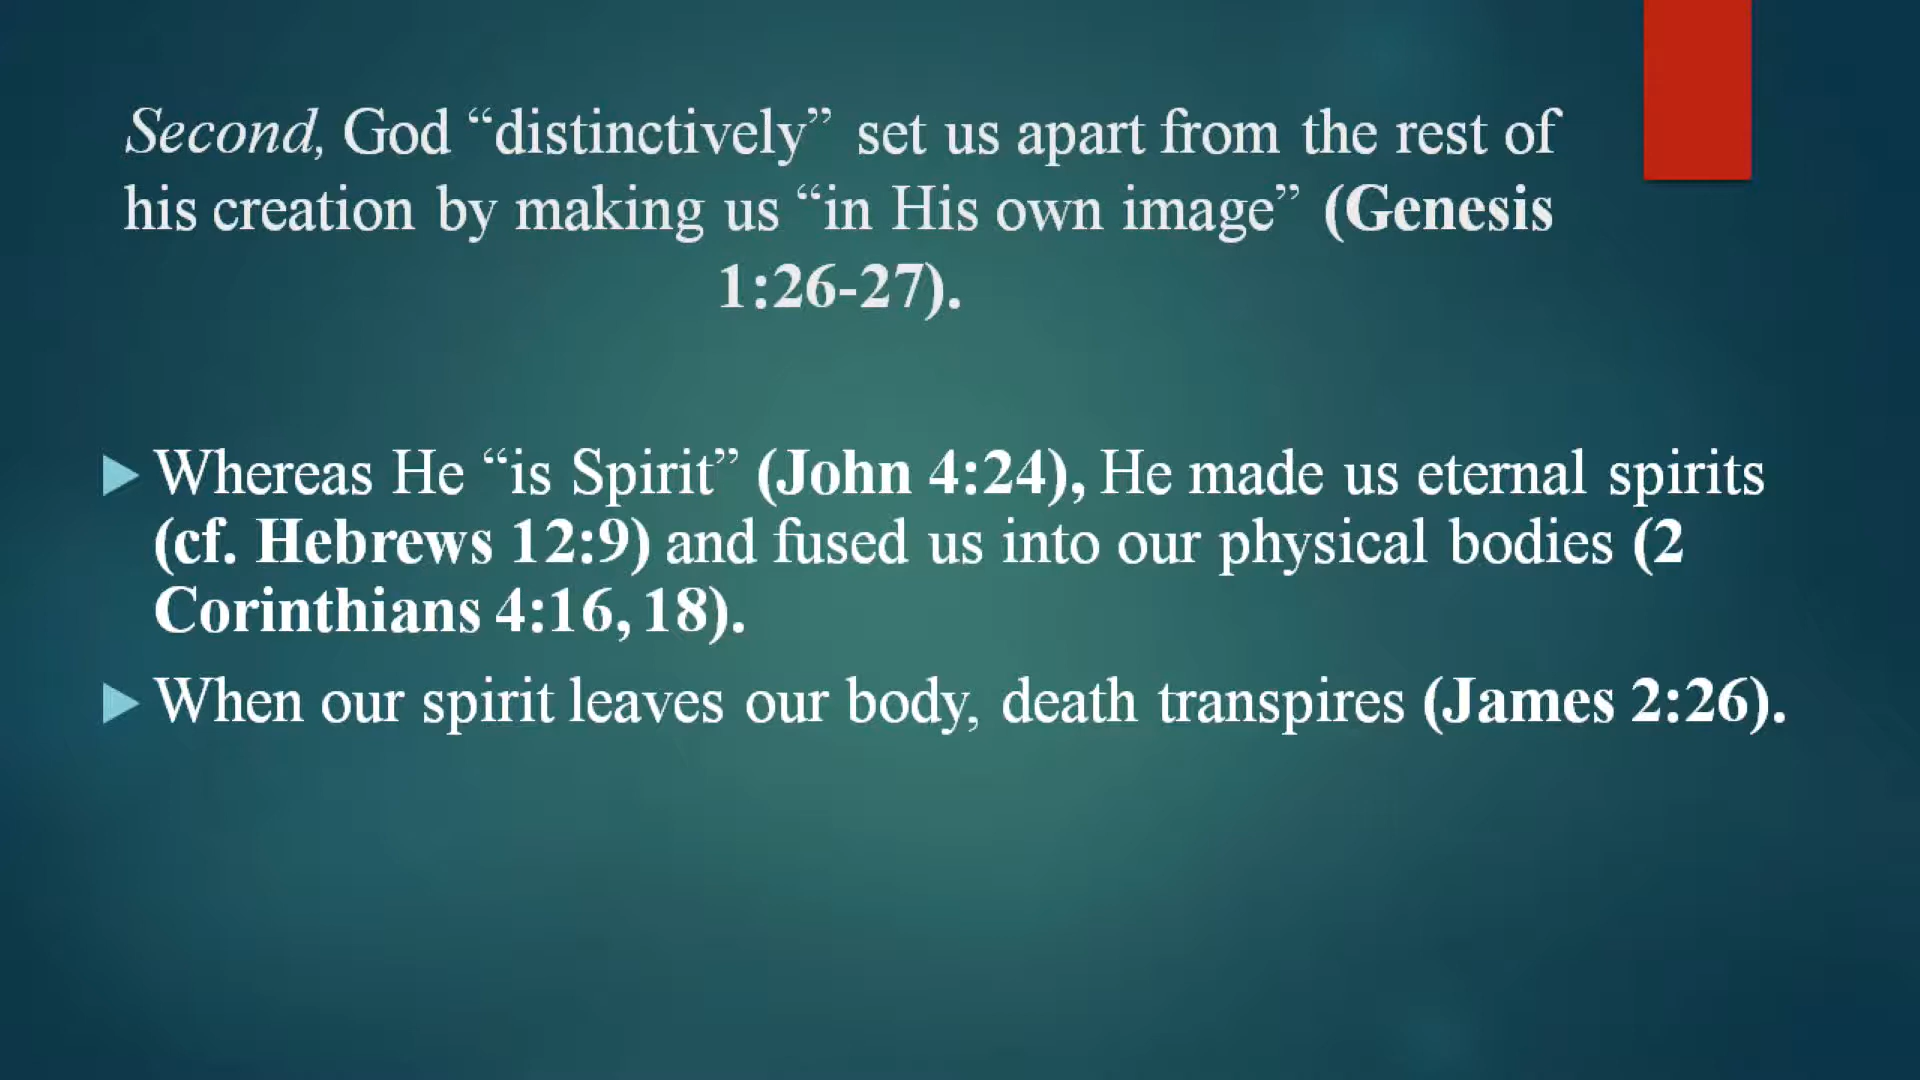 Second, God “distinctively” set us apart from the rest of
his creation by making us “in His own image” (Genesis
1:26-27).
Whereas He “is Spirit” (John 4:24), He made us eternal spirits
(cf. Hebrews 12:9) and fused us into our physical bodies (2
Corinthians 4:16, 18).
When our spirit leaves our body, death transpires (James 2:26).